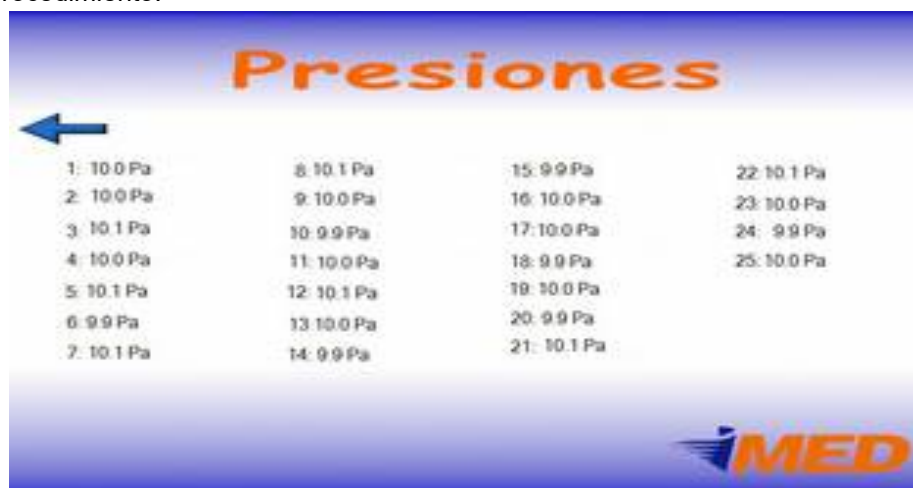 Presiones
1: 10.0 Pa
2: 10.0 Pa
3: 10.1 Pa
4: 10.0 Pa
5: 10.1 Pa
6: 9.9 Pa
7: 10.1 Pa
8: 10.1 Pa
9: 10.0 Pa
10: 9.9 Pa
11: 10.0 Pa
12: 10.1 Pa
13 10.0 Pa
14: 9.9 Pa
15: 9.9 Pa
16: 10.0 Pa
17: 10.0 Pa
18: 9.9 Pa
19: 10.0 Pa
20: 9.9 Pa
21: 10.1 Pa
22: 10.1 Pa
23: 10.0 Pa
24: 9.9 Pa
25: 10.0 Pa
iMED